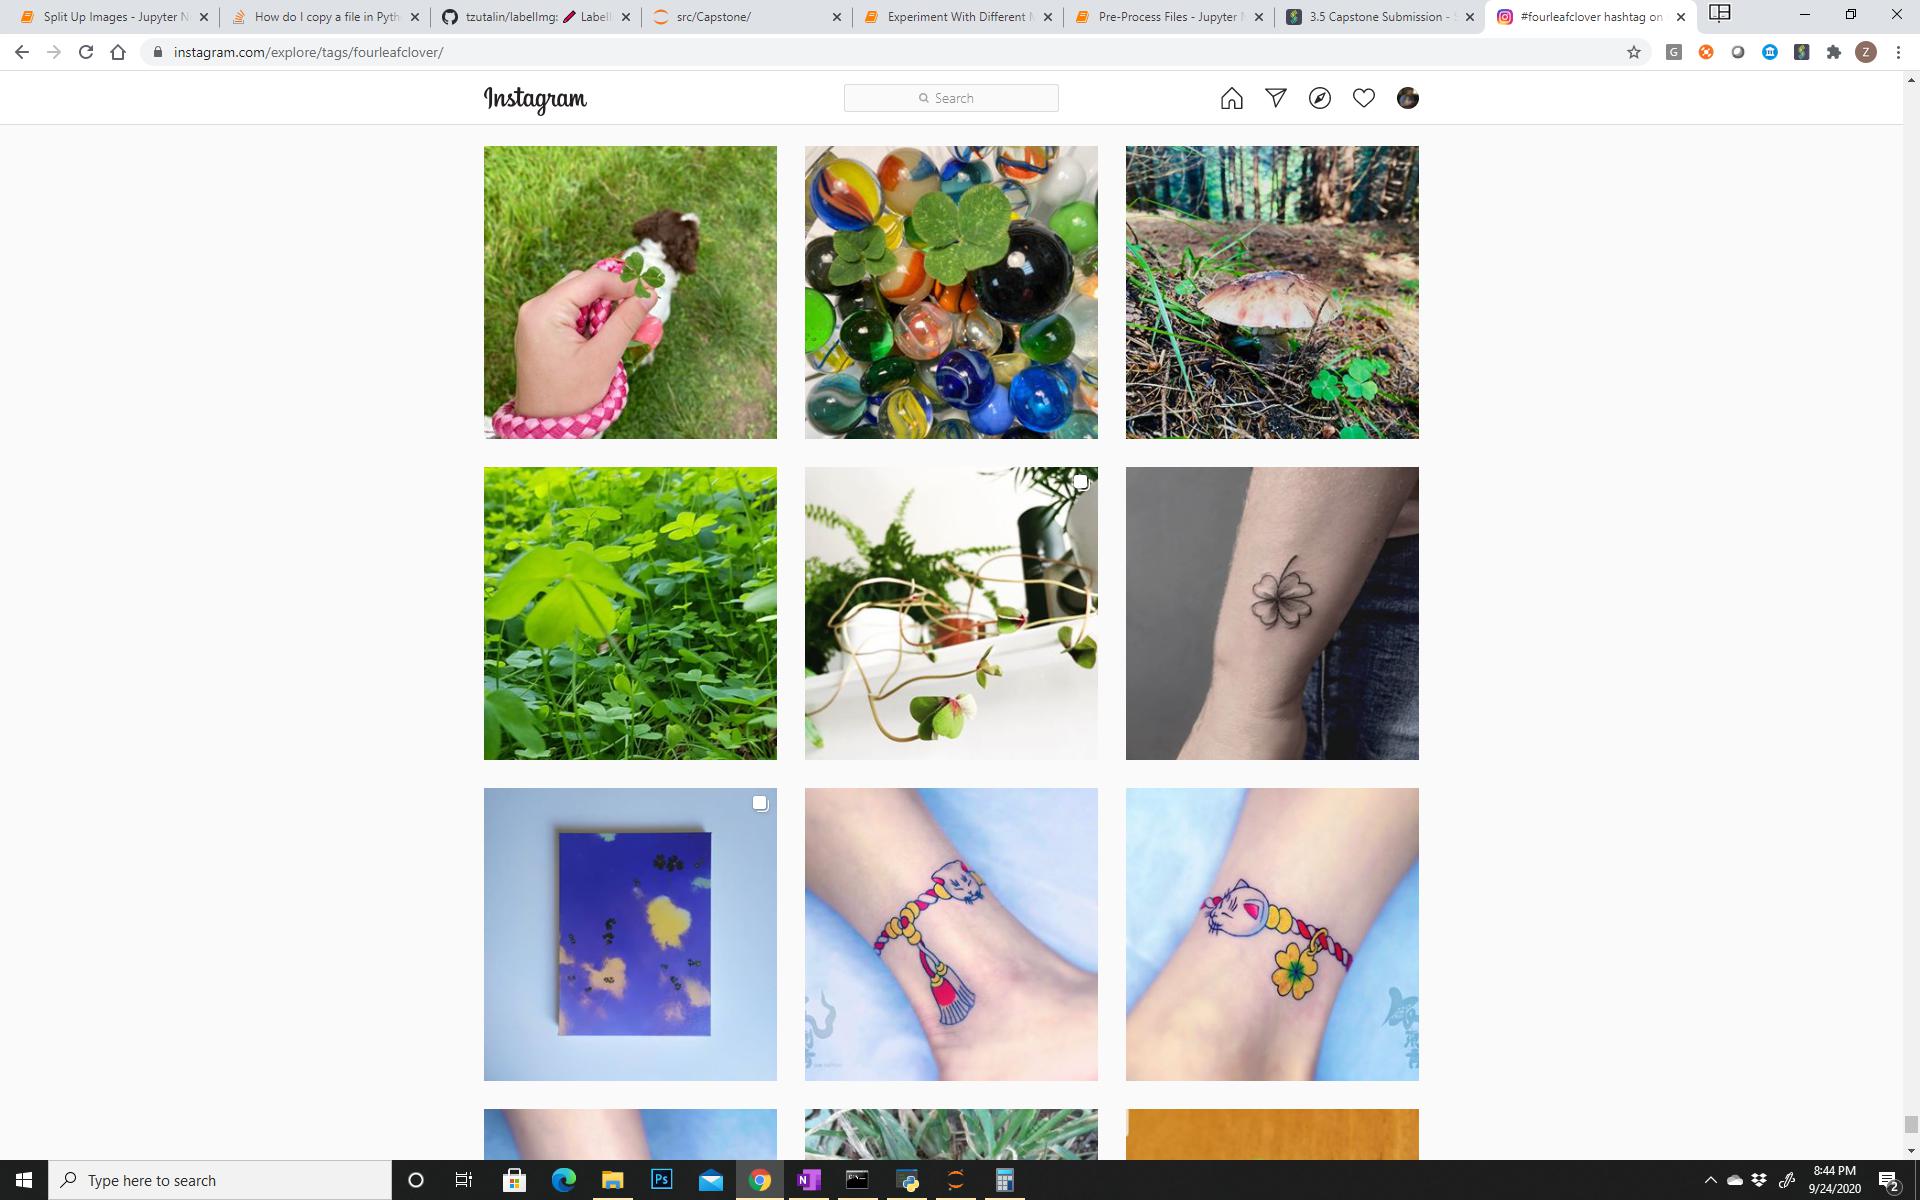 Split Up Images - Jupyter N
How do I copy a file in Pyth
tzutalin/labelImg: 🖍 Labell
src/Capstone/
Experiment With Different M
Pre-Process Files - Jupyter N
3.5 Capstone Submission - S
#fourleafclover hashtag on
instagram.com/explore/tags/fourleafclover/
G
Z
Instagram
Search
Type here to search
Ps
N
8:44 PM
9/24/2020
2